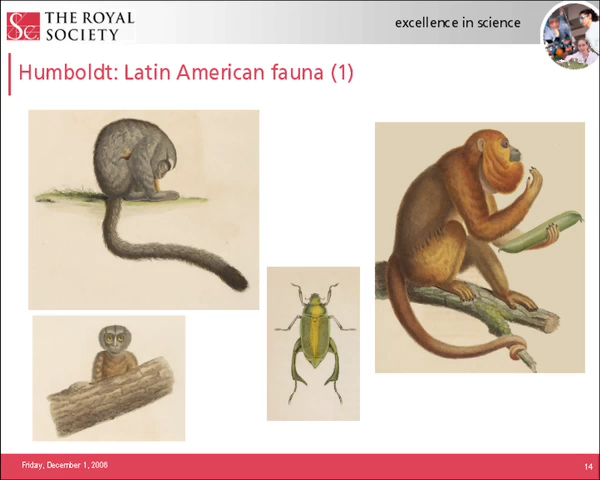 THE ROYAL
SOCIETY
excellence in science
Humboldt: Latin American fauna (1)
Friday, December 1, 2006
14